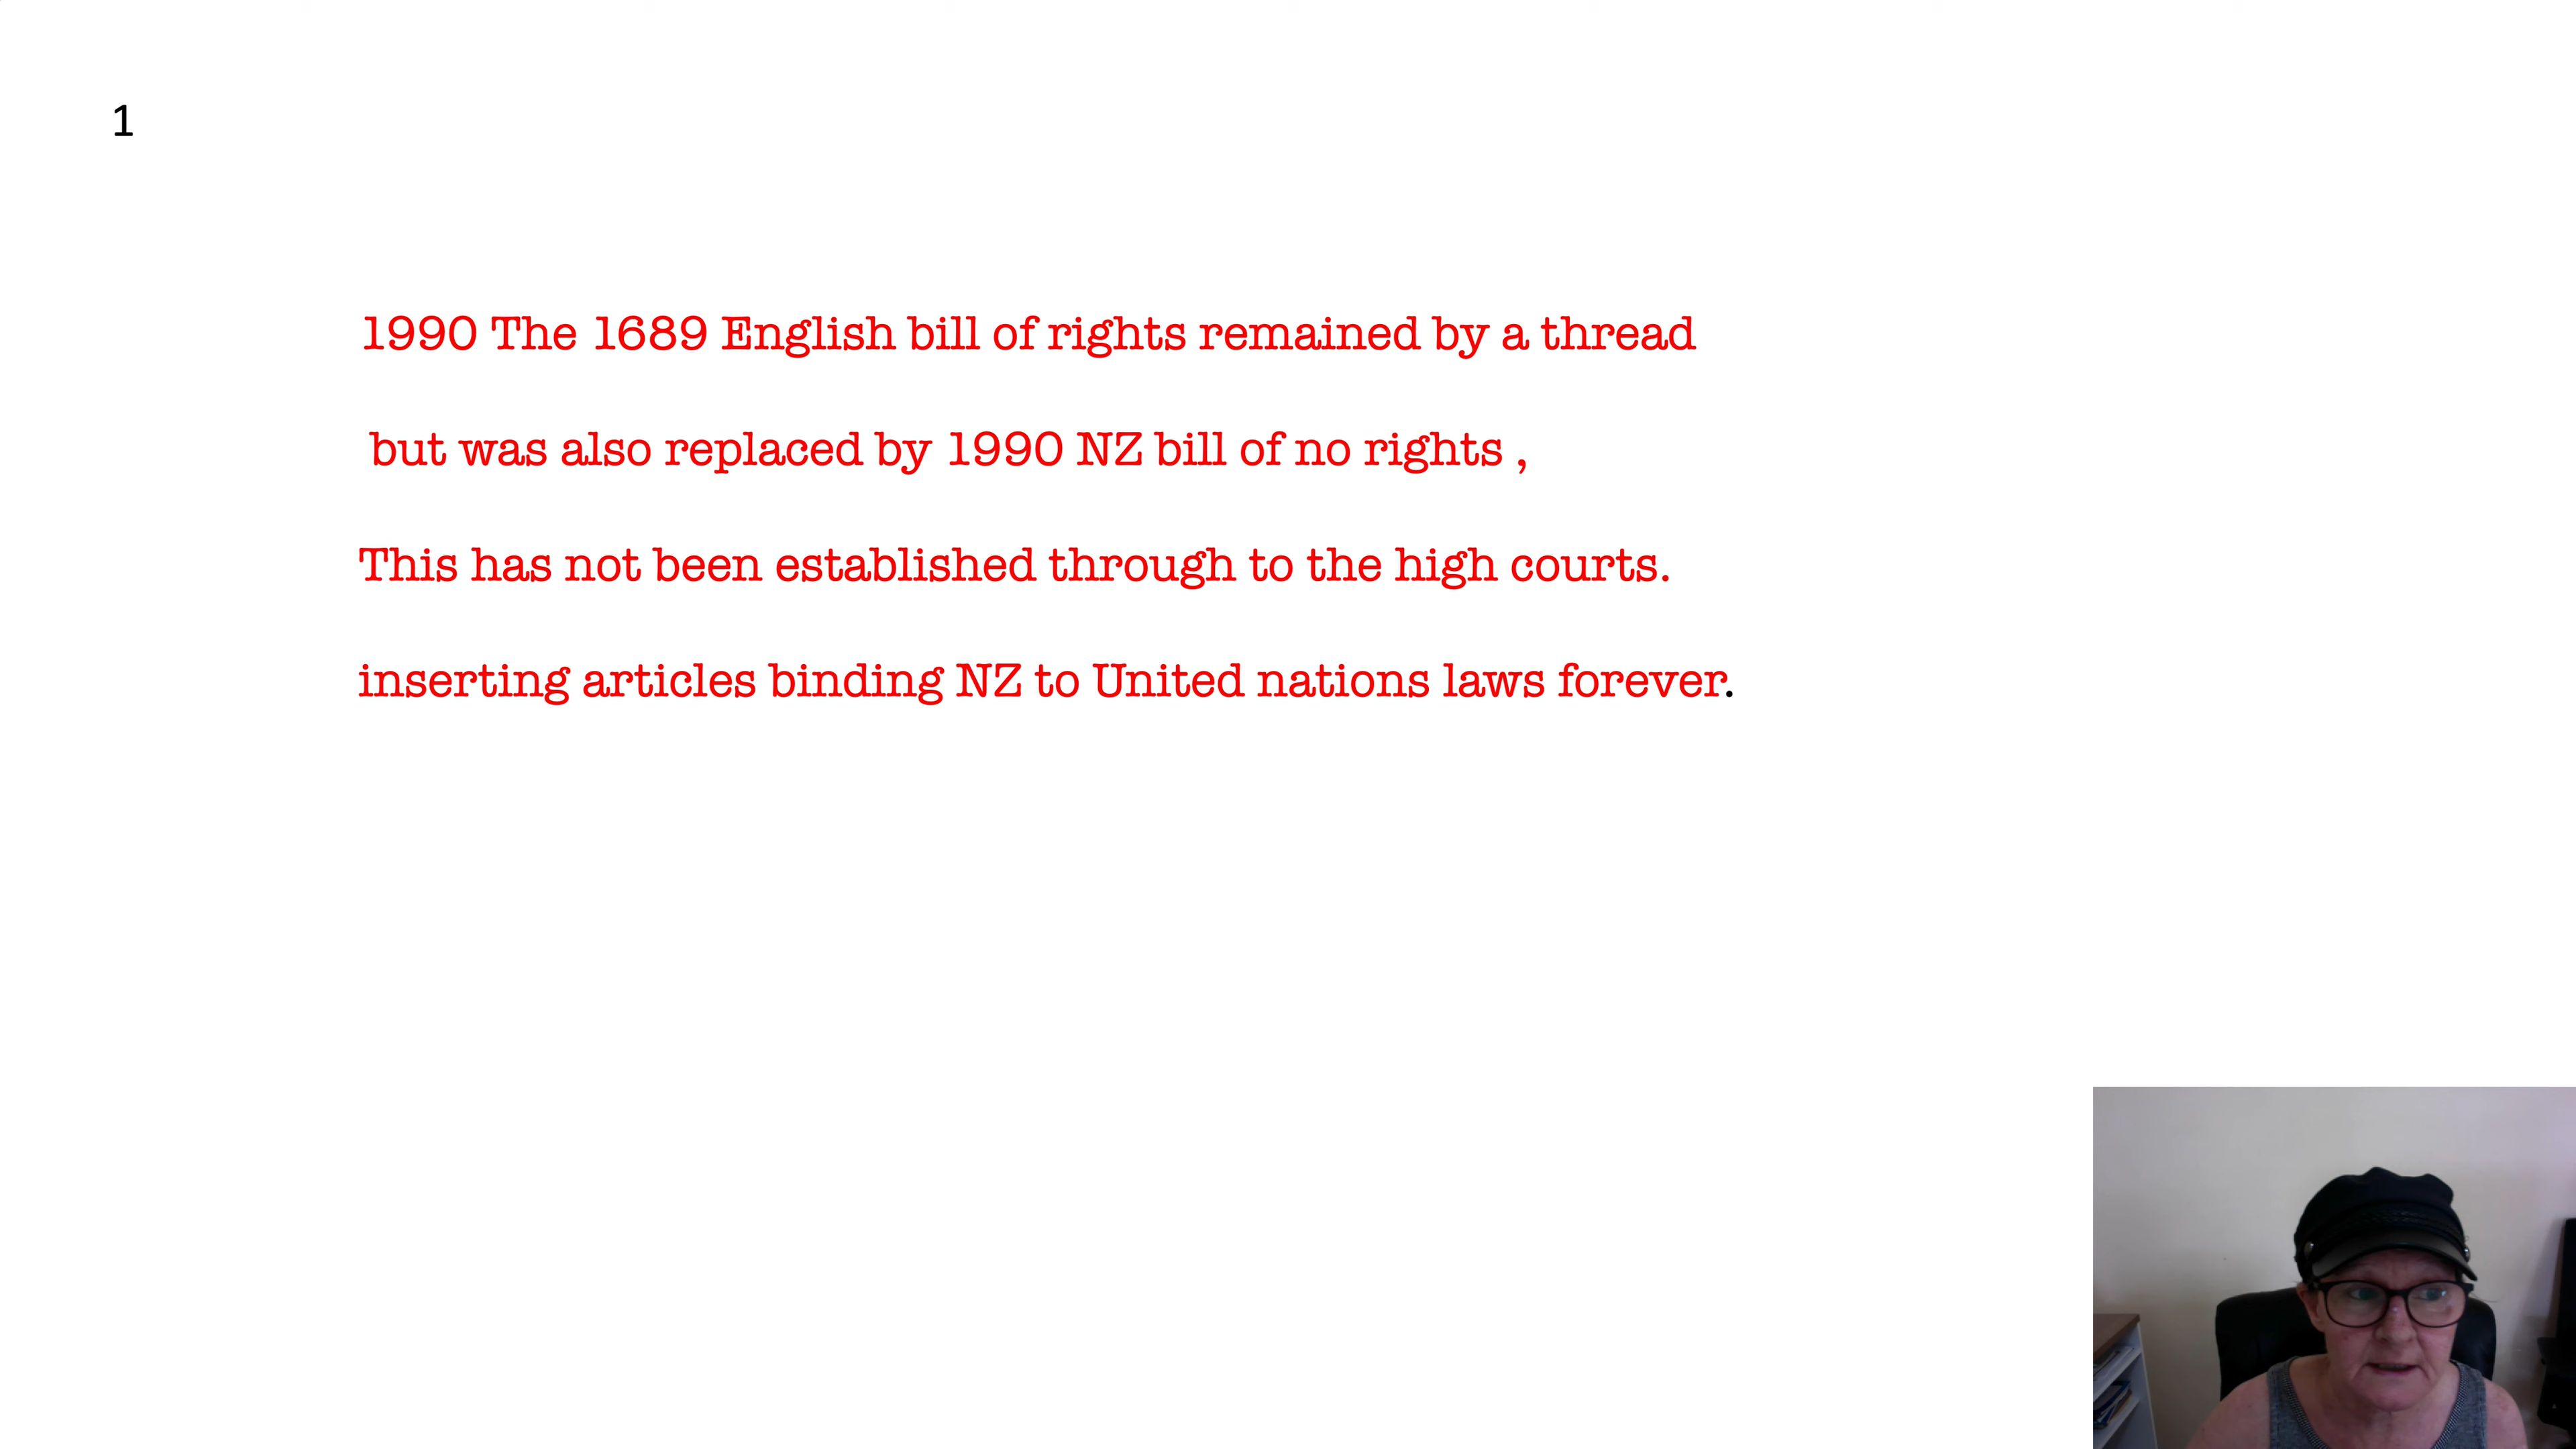 1
1990 The 1689 English bill of rights remained by a thread
but was also replaced by 1990 NZ bill of no rights ,
This has not been established through to the high courts.
inserting articles binding NZ to United nations laws forever.